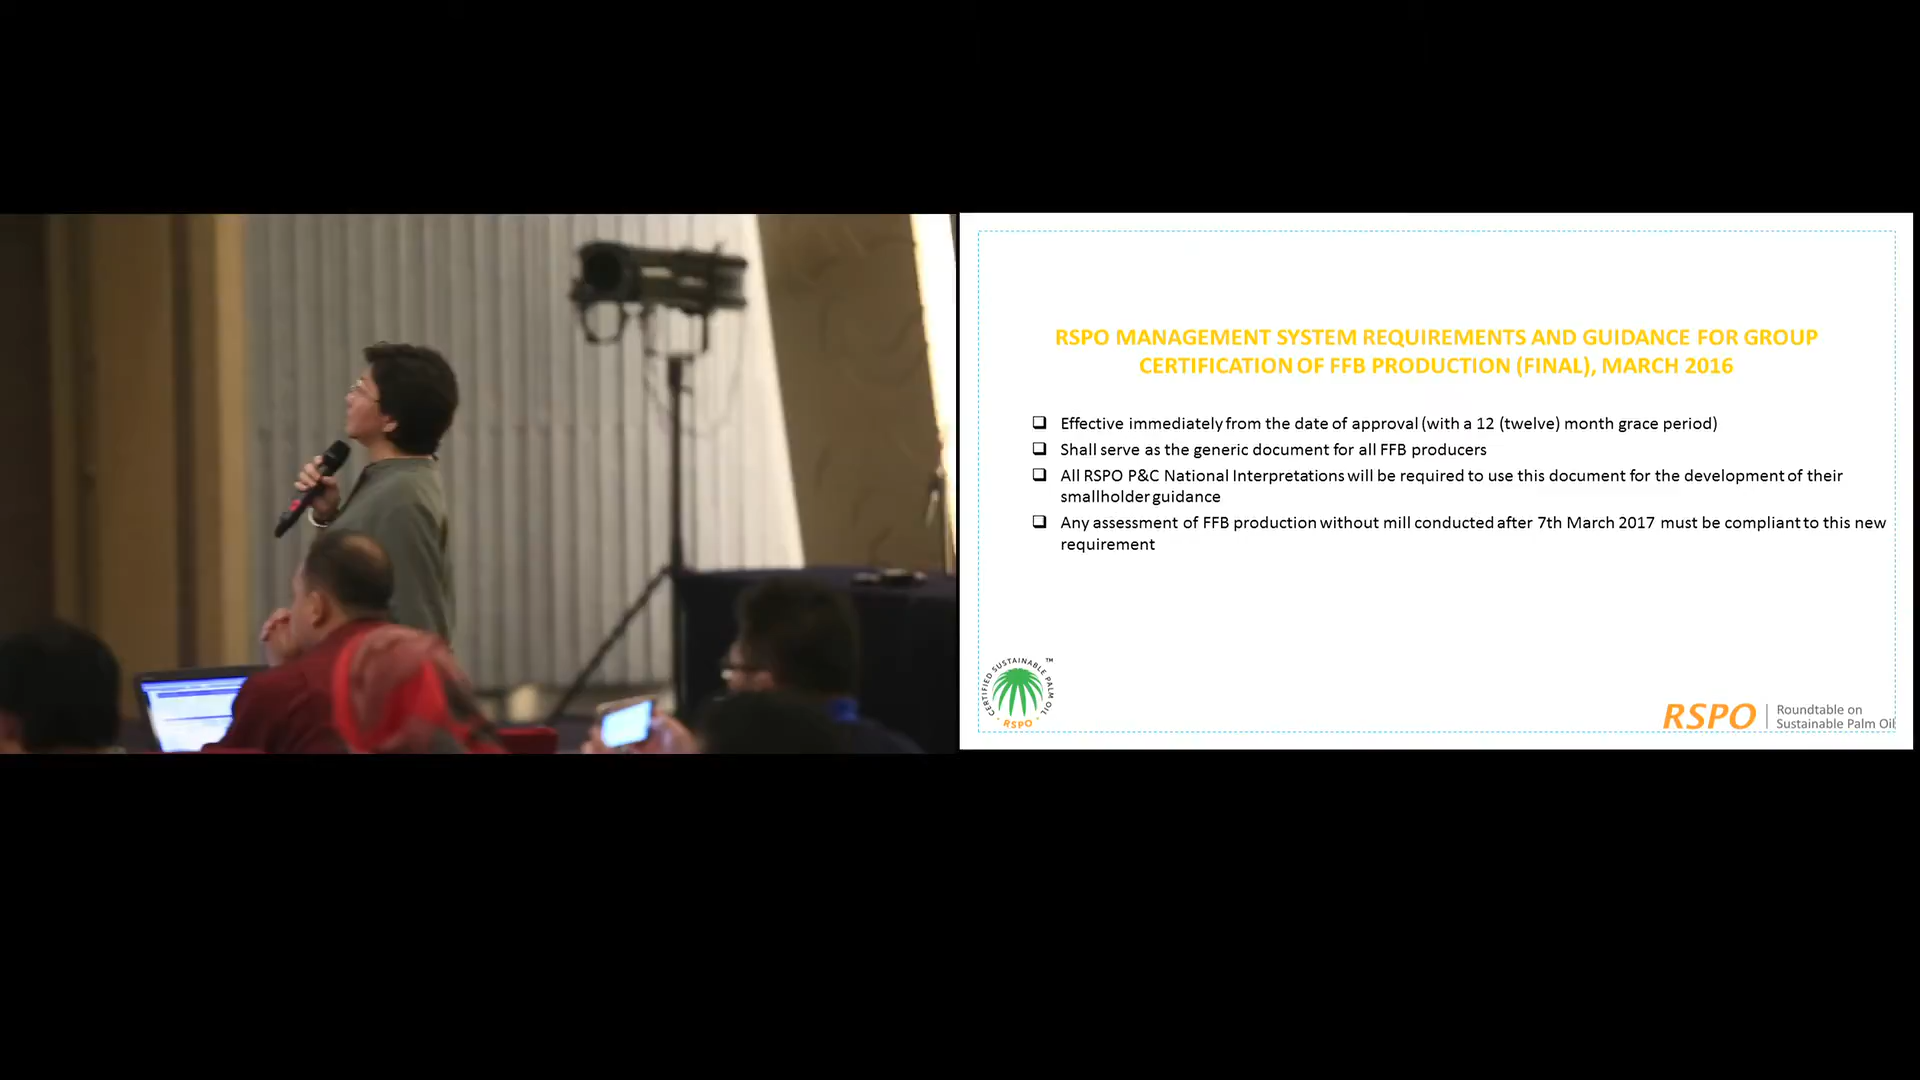 RSPO MANAGEMENT SYSTEM REQUIREMENTS AND GUIDANCE FOR GROUP
CERTIFICATION OF FFB PRODUCTION (FINAL), MARCH 2016
Effective immediately from the date of approval (with a 12 (twelve) month grace period)
Shall serve as the generic document for all FFB producers
All RSPO P&C National Interpretations will be required to use this document for the development of their
smallholder guidance
Any assessment of FFB production without mill conducted after 7th March 2017 must be compliant to this new
requirement
CERTIFIED SUSTAINABLE PALM OIL ™
RSPO
RSPO
Roundtable on
Sustainable Palm Oil